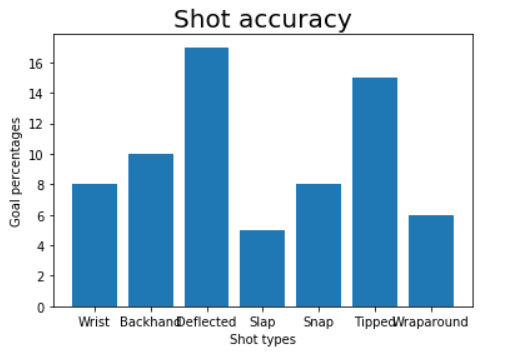 Shot accuracy
Goal percentages
16
14
12
10
8
6
4
2
0
Wrist Backhand Deflected Slap Snap Tipped Wraparound
Shot types